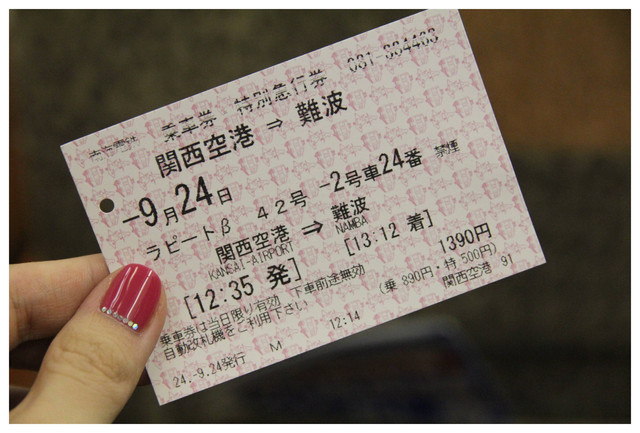 乗車券 特別急行券 081-
関西空港 ⇒ 難波
-9月24日 -2号車24番 禁煙
ラピートβ 42号
関西空港 ⇒ 難波
KANSAI-AIRPORT NAMBA
[12:35 発] [13:12 着] 1390円
乗車券は当日限り有効 下車前途無効 (乗 890円・特 500円)
自動改札機をご利用下さい 関西空港 91
24.-9.24発行 M 12:14